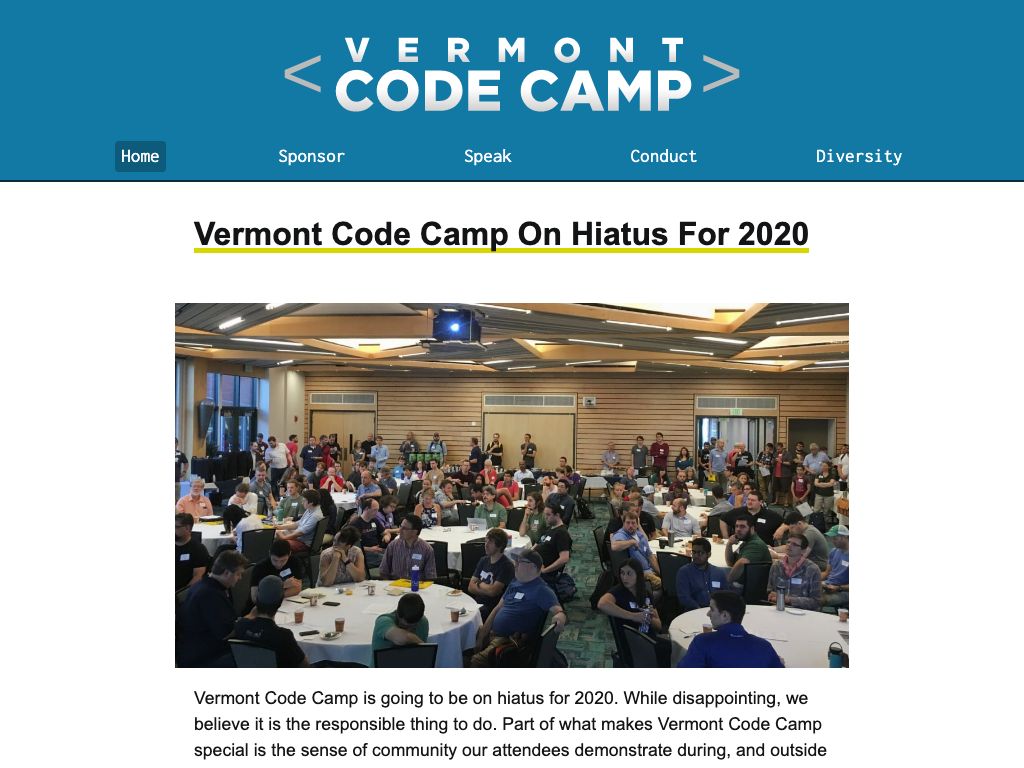 < VERMONT
CODE CAMP >
Home Sponsor Speak Conduct Diversity
Vermont Code Camp On Hiatus For 2020
Vermont Code Camp is going to be on hiatus for 2020. While disappointing, we
believe it is the responsible thing to do. Part of what makes Vermont Code Camp
special is the sense of community our attendees demonstrate during, and outside